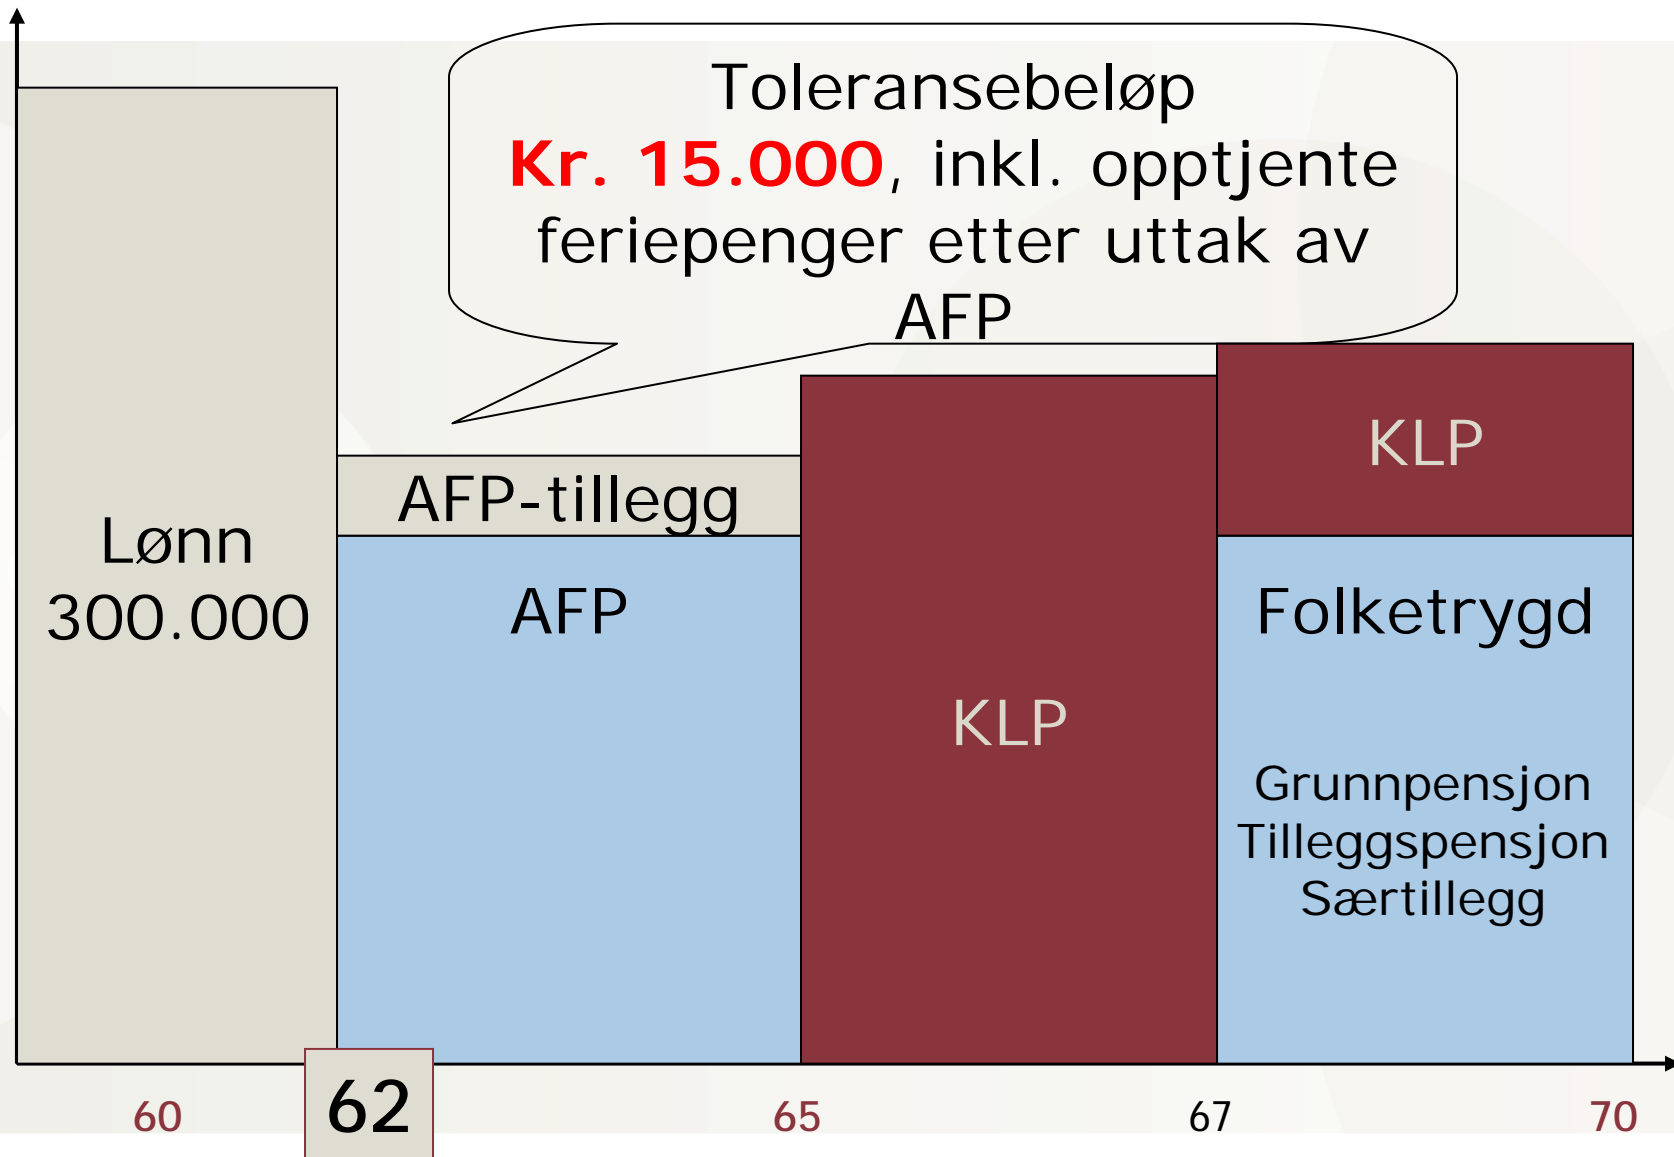 Toleransebeløp
Kr. 15.000, inkl. opptjente
feriepenger etter uttak av
AFP
Lønn
300.000
AFP-tillegg
AFP
KLP
KLP
Folketrygd
Grunnpensjon
Tilleggspensjon
Særtillegg
60
62
65
67
70